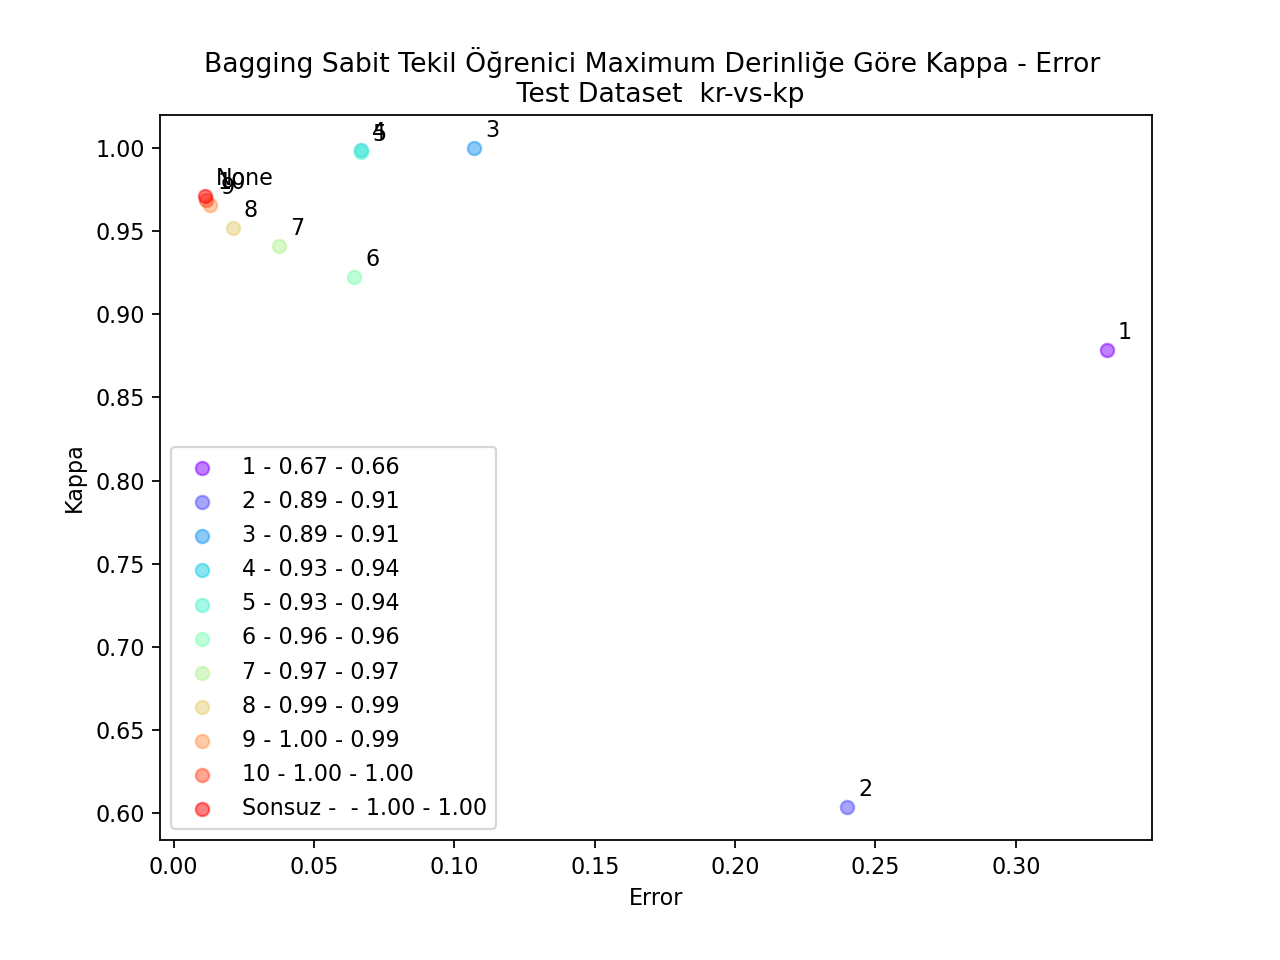 Bagging Sabit Tekil Öğrenici Maximum Derinliğe Göre Kappa - Error
Test Dataset  kr-vs-kp
1.00
0.95
0.90
0.85
0.80
0.75
0.70
0.65
0.60
Kappa
4
5
3
None
10
9
8
7
6
1
2
1 - 0.67 - 0.66
2 - 0.89 - 0.91
3 - 0.89 - 0.91
4 - 0.93 - 0.94
5 - 0.93 - 0.94
6 - 0.96 - 0.96
7 - 0.97 - 0.97
8 - 0.99 - 0.99
9 - 1.00 - 0.99
10 - 1.00 - 1.00
Sonsuz -  - 1.00 - 1.00
0.00 0.05 0.10 0.15 0.20 0.25 0.30
Error